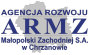 AGENCJA ROZWOJU
ARMZ
Małopolski Zachodniej S.A.
w Chrzanowie